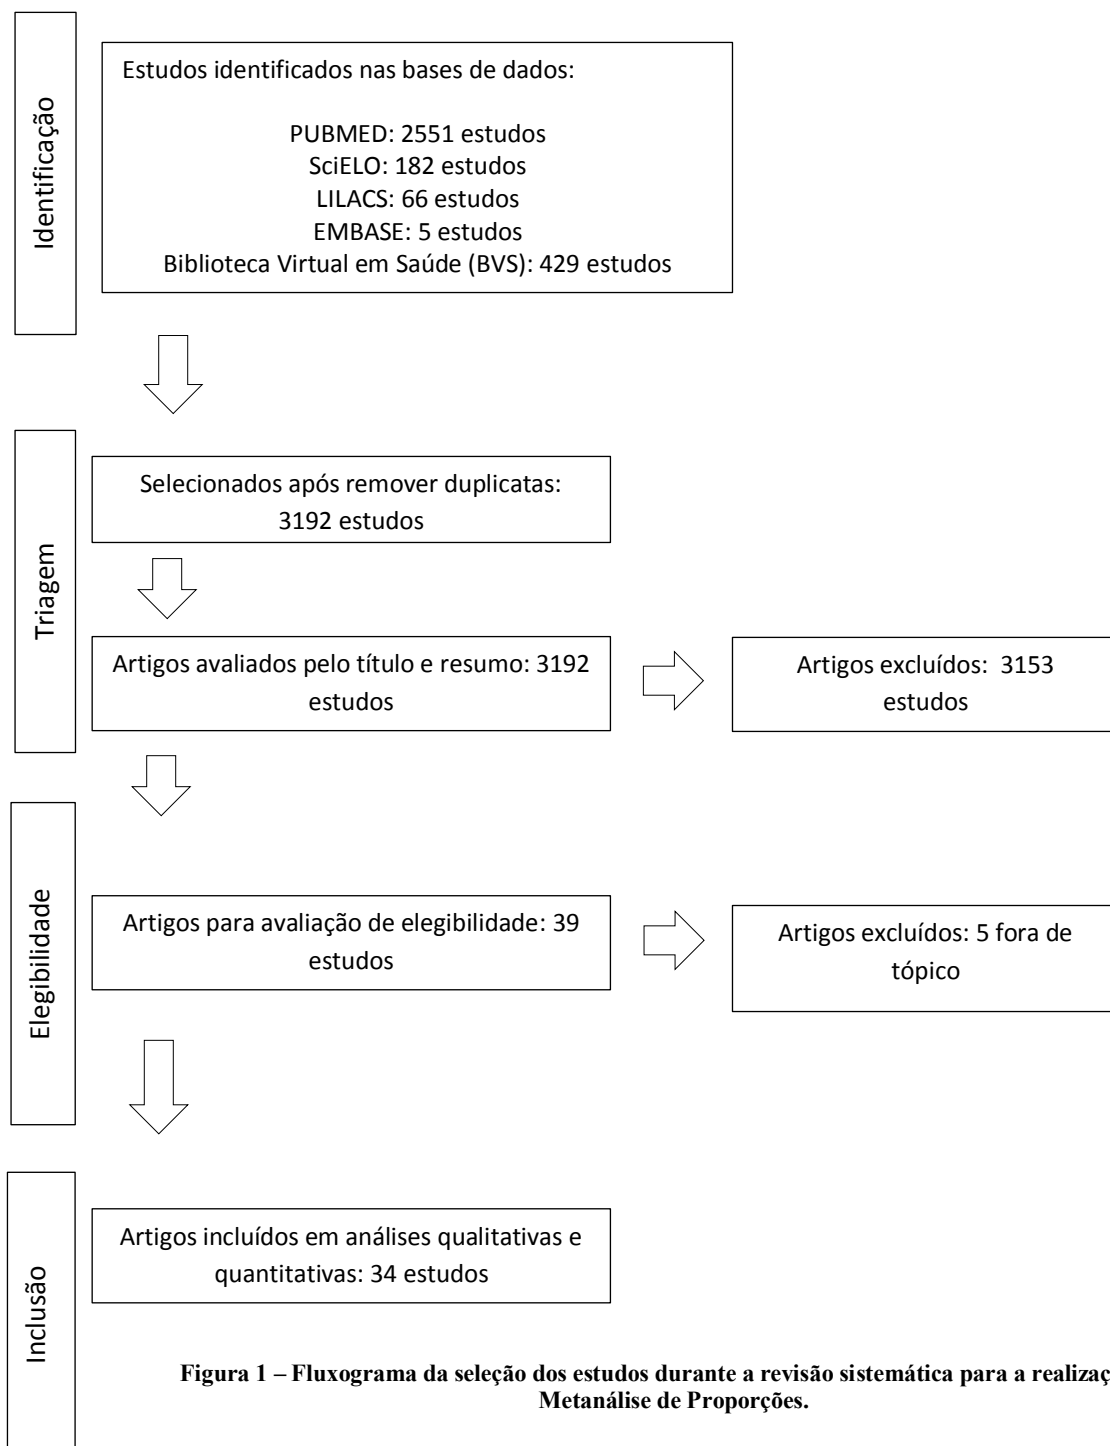 Identificação
Estudos identificados nas bases de dados:
PUBMED: 2551 estudos
SciELO: 182 estudos
LILACS: 66 estudos
EMBASE: 5 estudos
Biblioteca Virtual em Saúde (BVS): 429 estudos
Triagem
Selecionados após remover duplicatas:
3192 estudos
Artigos avaliados pelo título e resumo: 3192
estudos
Artigos excluídos: 3153
estudos
Elegibilidade
Artigos para avaliação de elegibilidade: 39
estudos
Artigos excluídos: 5 fora de
tópico
Inclusão
Artigos incluídos em análises qualitativas e
quantitativas: 34 estudos
Figura 1 – Fluxograma da seleção dos estudos durante a revisão sistemática para a
Metanálise de Proporções.